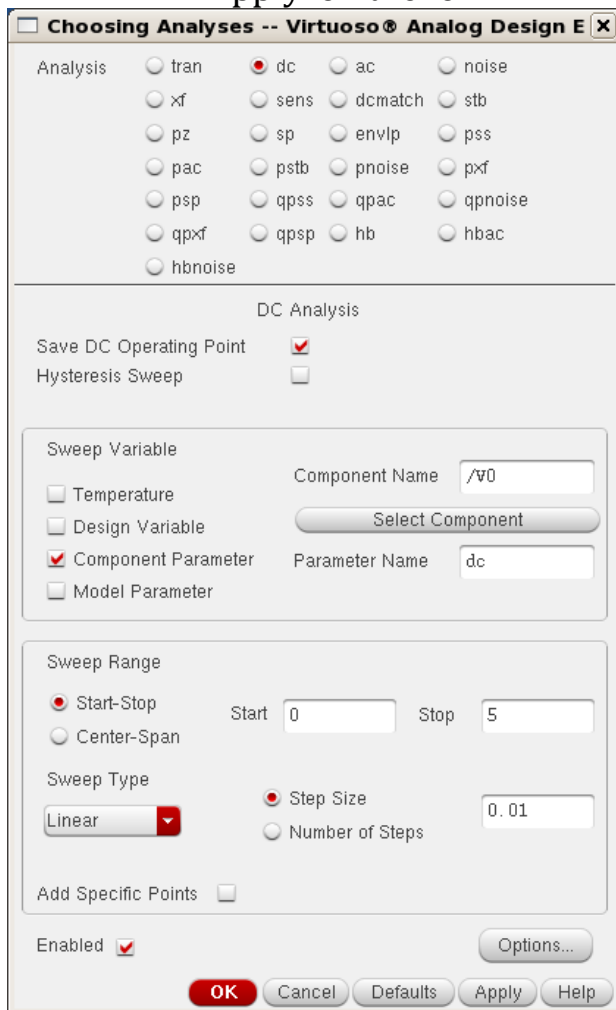 Choosing Analyses -- Virtuoso® Analog Design E
Analysis tran dc ac noise
xf sens dcmatch stb
pz sp envlp pss
pac pstb pnoise pxf
psp qpss qpac qpnoise
qpxf qpsp hb hbac
hbnoise
DC Analysis
Save DC Operating Point
Hysteresis Sweep
Sweep Variable
Temperature
Design Variable
Component Parameter
Model Parameter
Component Name /V0
Select Component
Parameter Name dc
Sweep Range
Start-Stop
Center-Span
Start 0 Stop 5
Sweep Type
Linear
Step Size
Number of Steps
0.01
Add Specific Points
Enabled Options...
OK Cancel Defaults Apply Help